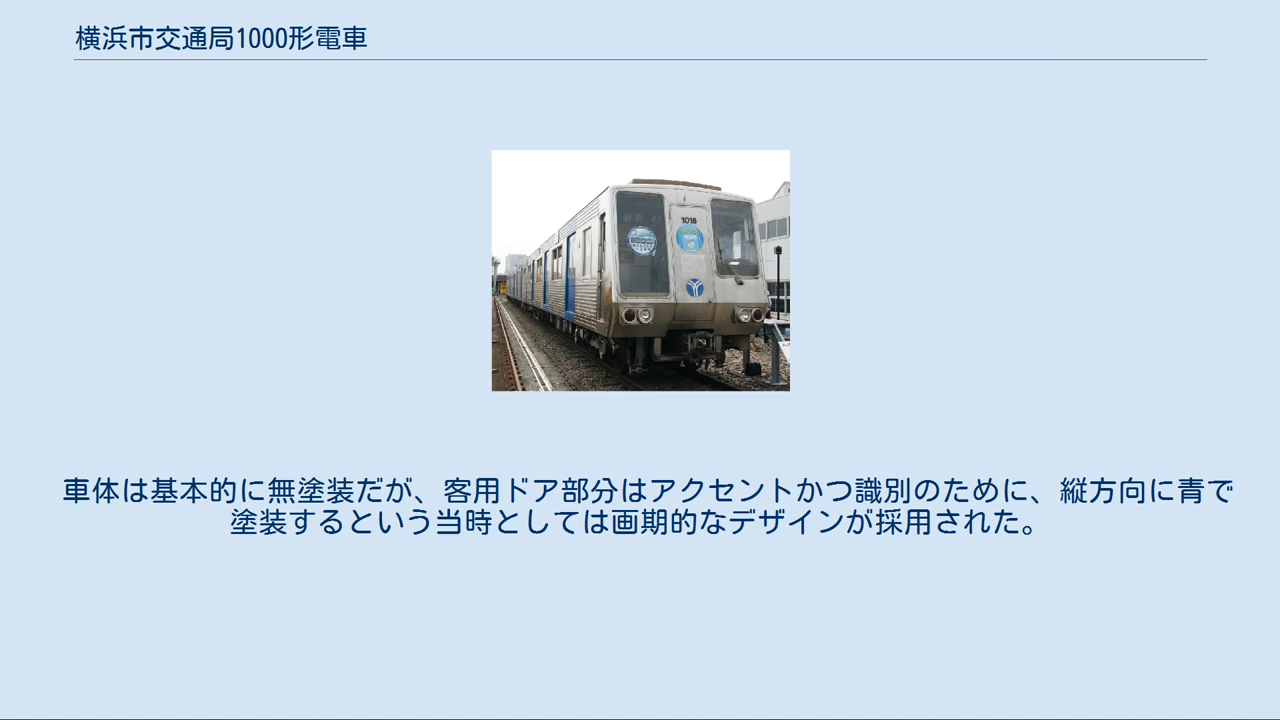 横浜市交通局1000形電車
1018
車体は基本的に無塗装だが、客用ドア部分はアクセントかつ識別のために、縦方向に青で
塗装するという当時としては画期的なデザインが採用された。